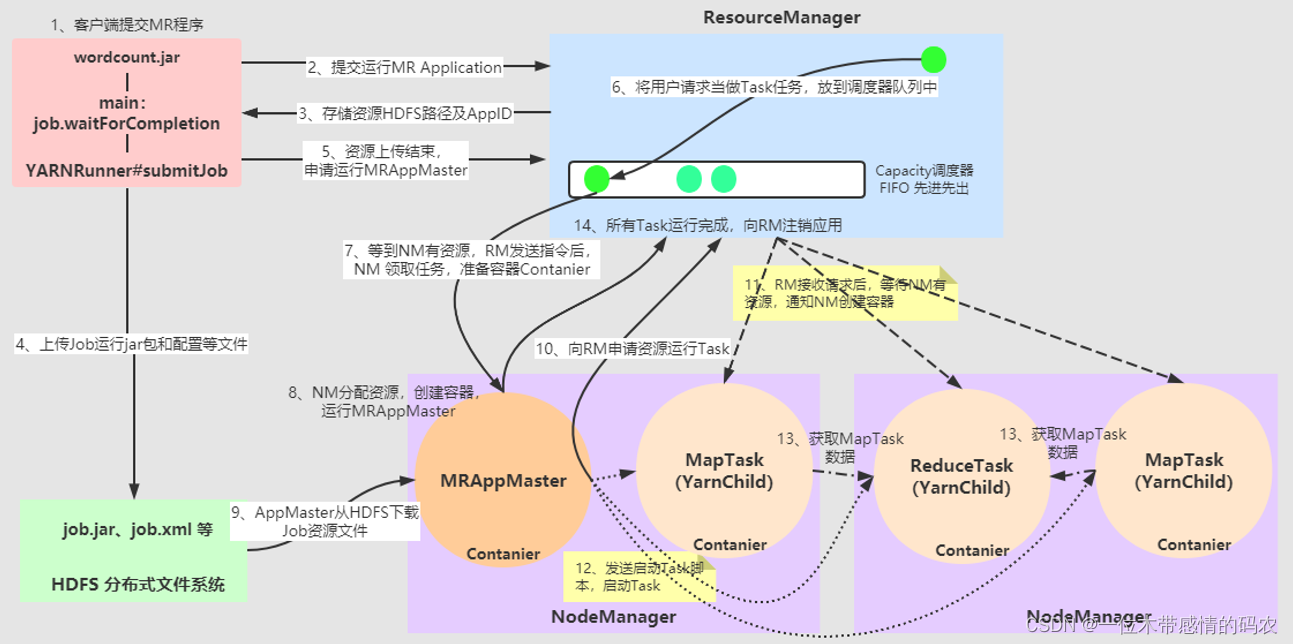 1、客户端提交MR程序
wordcount.jar
main：
job.waitForCompletion
YARNRunner#submitJob
2、提交运行MR Application
3、存储资源HDFS路径及AppID
5、资源上传结束，
申请运行MRAppMaster
ResourceManager
6、将用户请求当做Task任务，放到调度器队列中
Capacity调度器
FIFO 先进先出
14、所有Task运行完成，向RM注销应用
7、等到NM有资源，RM发送指令后，
NM 领取任务，准备容器Contanier
11、RM接收请求后，等待NM有
资源，通知NM创建容器
4、上传Job运行jar包和配置等文件
10、向RM申请资源运行Task
8、NM分配资源，创建容器，
运行MRAppMaster
MRAppMaster
Contanier
MapTask
(YarnChild)
Contanier
13、获取MapTask
数据
ReduceTask
(YarnChild)
Contanier
13、获取MapTask
数据
MapTask
(YarnChild)
Contanier
9、AppMaster从HDFS下载
Job资源文件
job.jar、job.xml 等
HDFS 分布式文件系统
12、发送启动Task脚
本，启动Task
NodeManager
NodeManager
CSDN @一位木带感情的码农